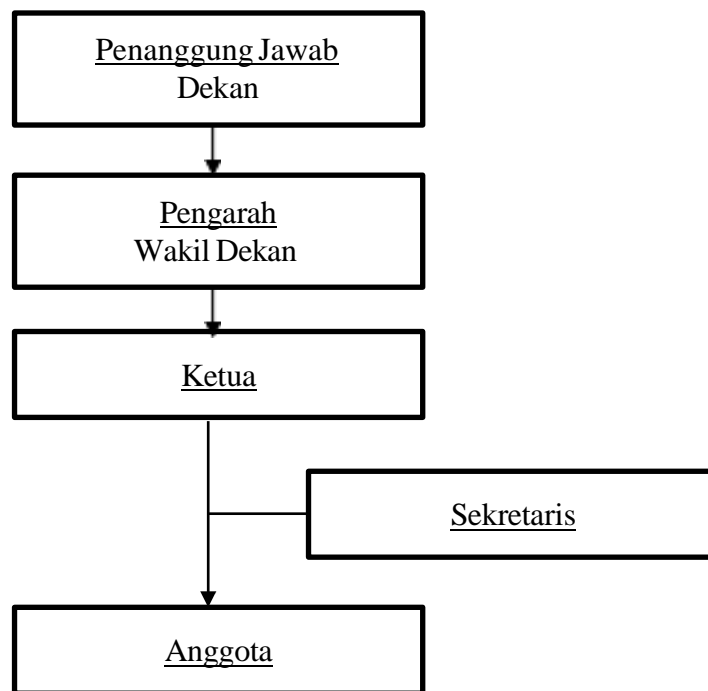 Penanggung Jawab
Dekan
Pengarah
Wakil Dekan
Ketua
Sekretaris
Anggota